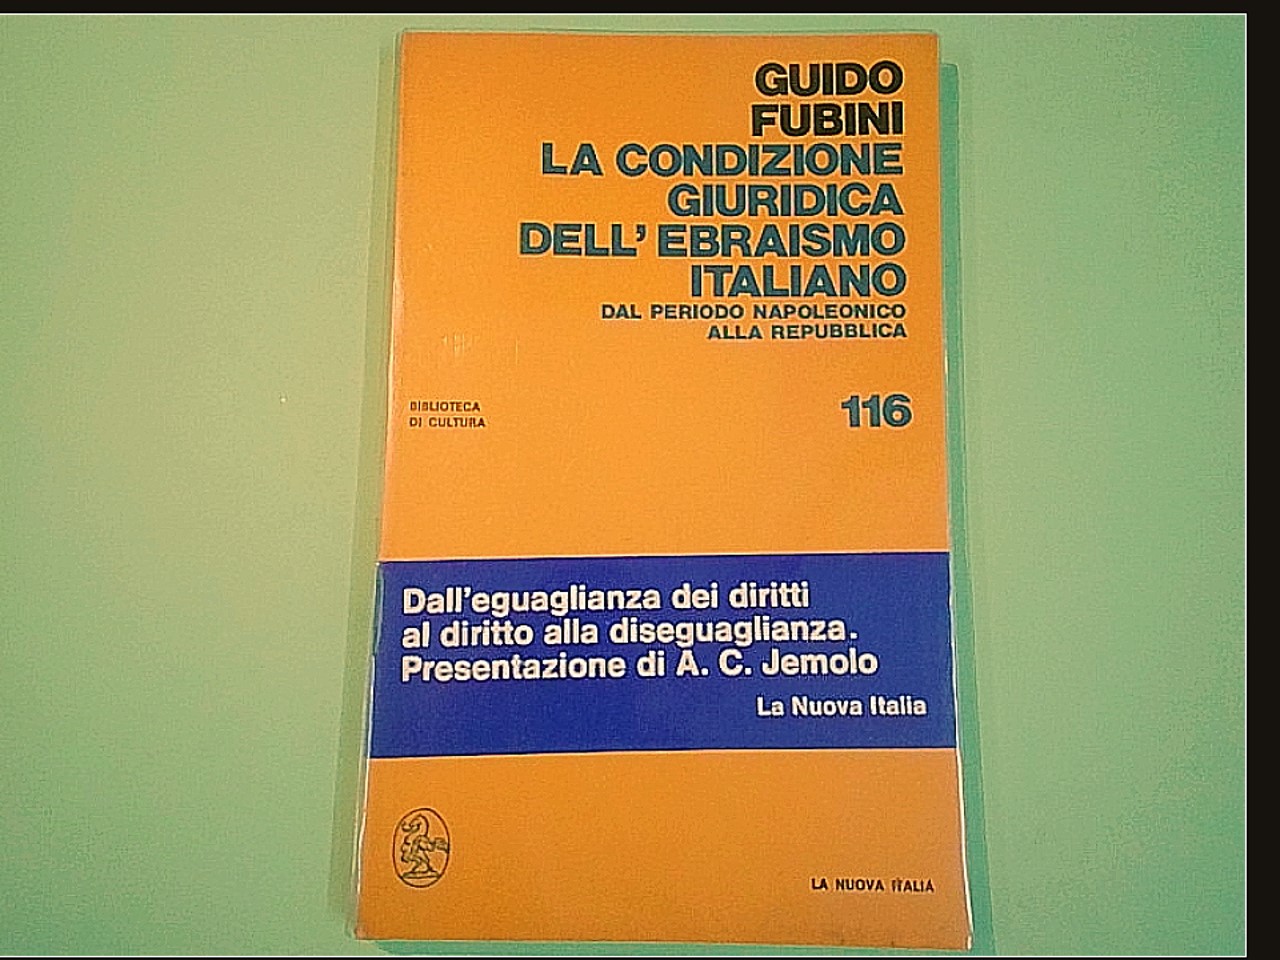 GUIDO
FUBINI
LA CONDIZIONE
GIURIDICA
DELL' EBRAISMO
ITALIANO
DAL PERIODO NAPOLEONICO
ALLA REPUBBLICA
BIBLIOTECA
DI CULTURA
116
Dall'eguaglianza dei diritti
al diritto alla diseguaglianza.
Presentazione di A. C. Jemolo
La Nuova Italia
LA NUOVA ITALIA